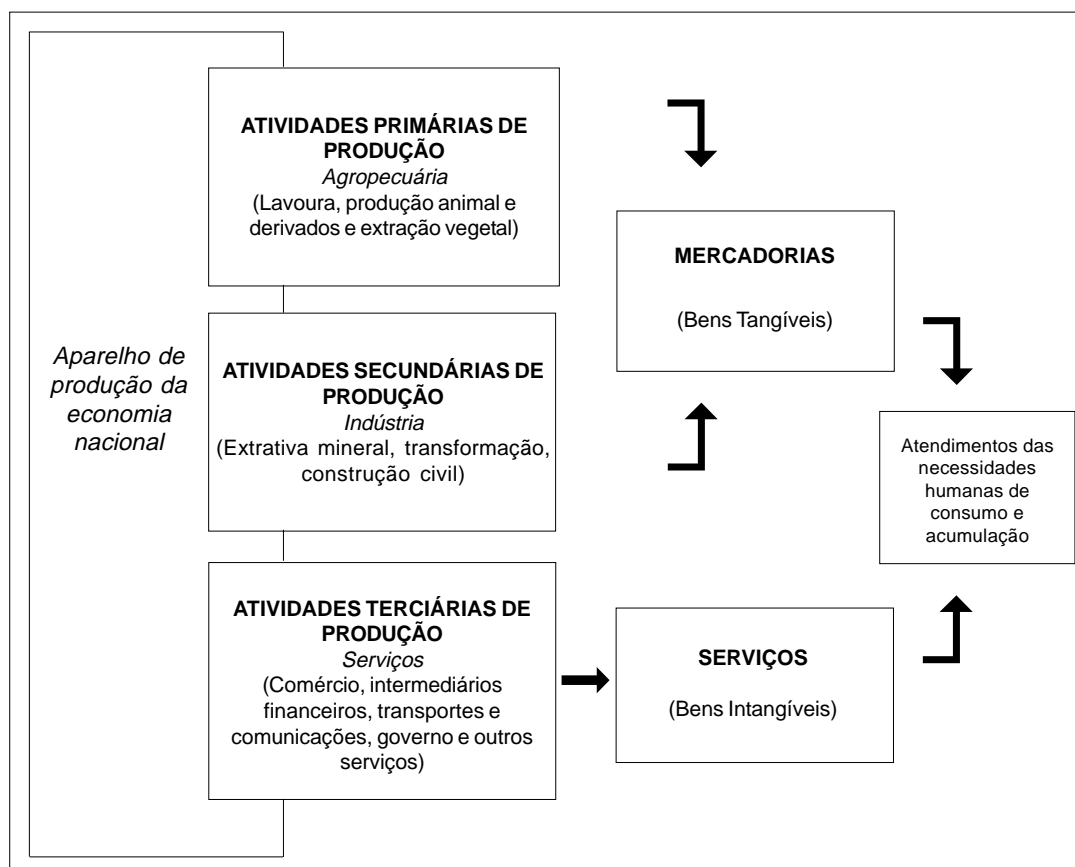 Aparelho de
produção da
economia
nacional
ATIVIDADES PRIMÁRIAS DE
PRODUÇÃO
Agropecuária
(Lavoura, produção animal e
derivados e extração vegetal)
ATIVIDADES SECUNDÁRIAS DE
PRODUÇÃO
Indústria
(Extrativa mineral, transformação,
construção civil)
ATIVIDADES TERCIÁRIAS DE
PRODUÇÃO
Serviços
(Comércio, intermediários
financeiros, transportes e
comunicações, governo e outros
serviços)
MERCADORIAS
(Bens Tangíveis)
SERVIÇOS
(Bens Intangíveis)
Atendimentos das
necessidades
humanas de
consumo e
acumulação